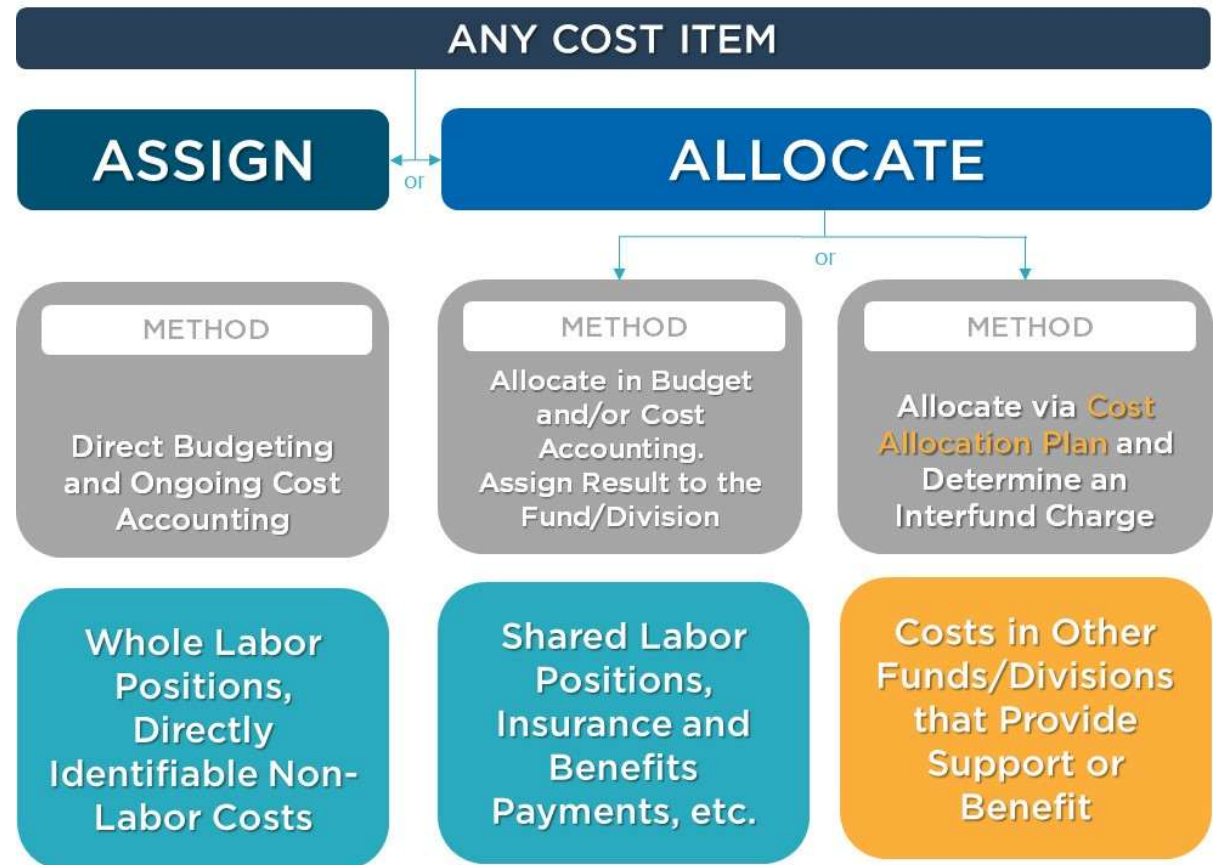 ANY COST ITEM
ASSIGN
or
ALLOCATE
or
METHOD
Direct Budgeting
and Ongoing Cost
Accounting
METHOD
Allocate in Budget
and/or Cost
Accounting.
Assign Result to the
Fund/Division
METHOD
Allocate via Cost
Allocation Plan and
Determine an
Interfund Charge
Whole Labor
Positions,
Directly
Identifiable Non-
Labor Costs
Shared Labor
Positions,
Insurance and
Benefits
Payments, etc.
Costs in Other
Funds/Divisions
that Provide
Support or
Benefit